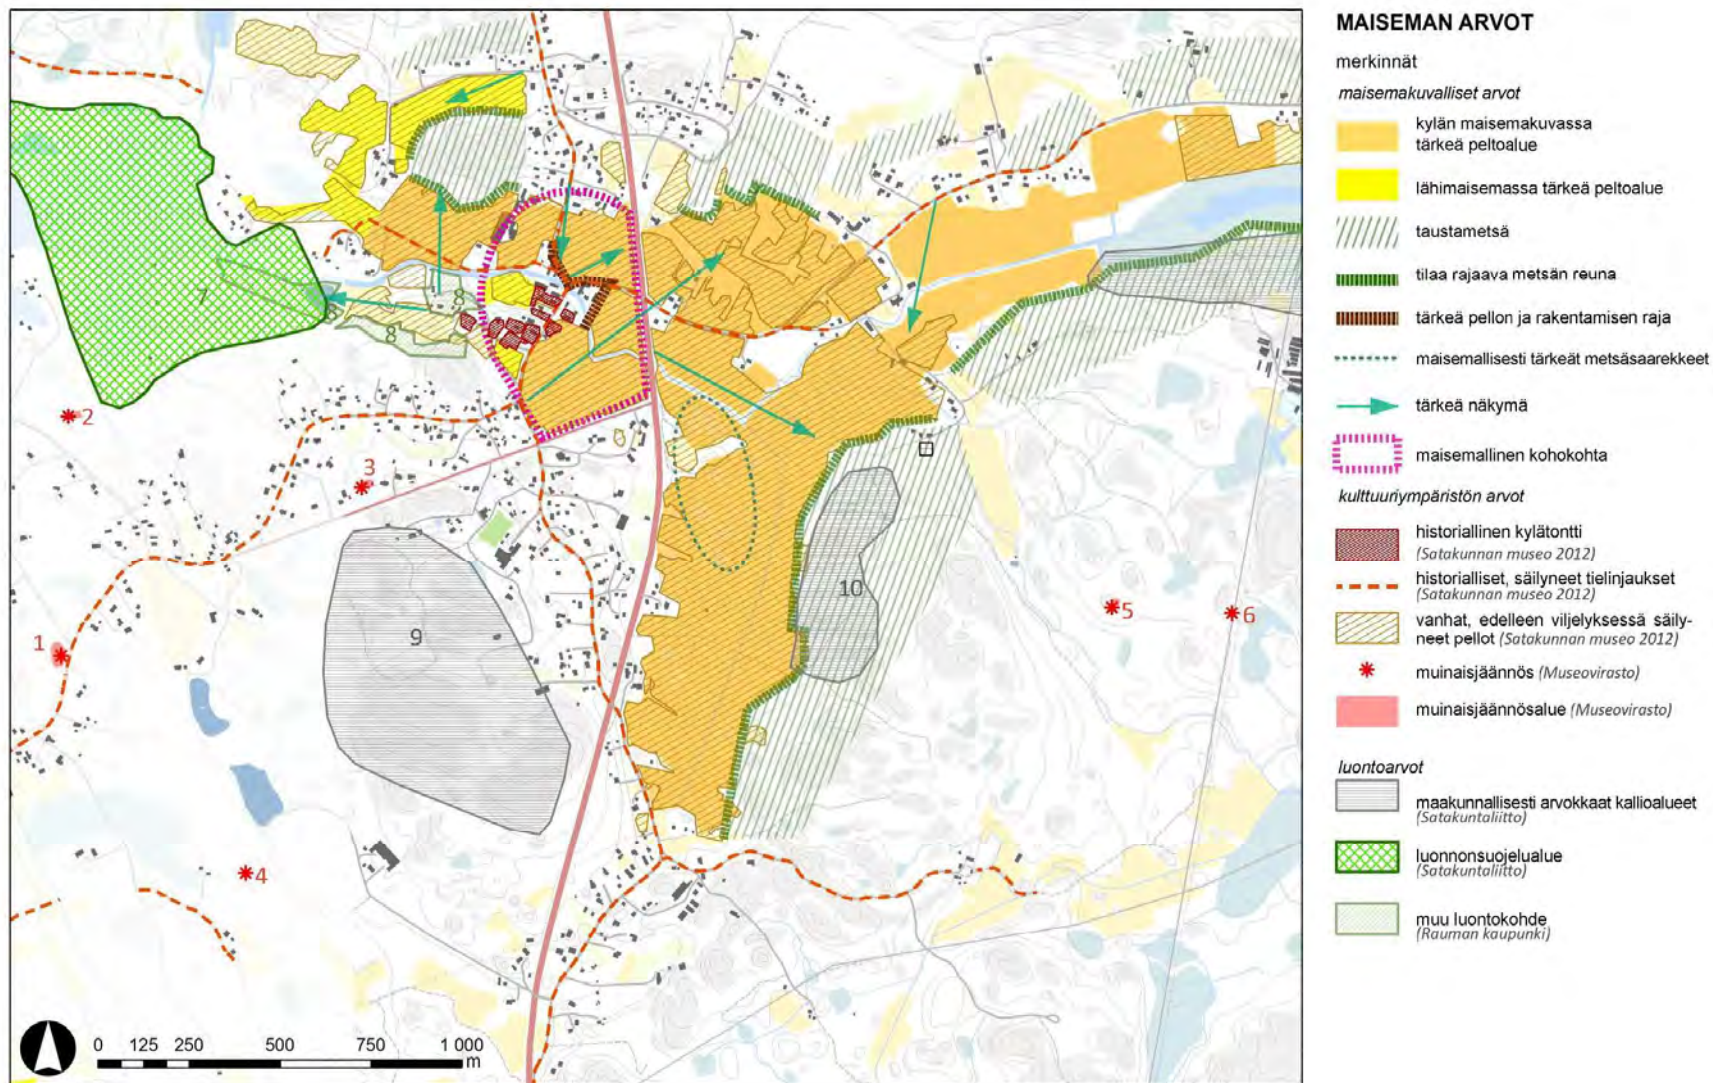 MAISEMAN ARVOT
merkinnät
maisemakuvalliset arvot
kylän maisemakuvassa
tärkeä peltoalue
lähimaisemassa tärkeä peltoalue
taustametsä
tilaa rajaava metsän reuna
tärkeä pellon ja rakentamisen raja
maisemallisesti tärkeät metsäsaarekkeet
tärkeä näkymä
maisemallinen kohokohta
kulttuuriympäristön arvot
historiallinen kylätontti
(Satakunnan museo 2012)
historialliset, säilyneet tielinjaukset
(Satakunnan museo 2012)
vanhat, edelleen viljelyksessä säily-
neet pellot (Satakunnan museo 2012)
muinaisjäännös (Museovirasto)
muinaisjäännösalue (Museovirasto)
luontoarvot
maakunnallisesti arvokkaat kallioalueet
(Satakuntaliitto)
luonnonsuojelualue
(Satakuntaliitto)
muu luontokohde
(Rauman kaupunki)
7
8
8
8
2
3
10
5
6
9
1
4
0 125 250 500 750 1 000
m